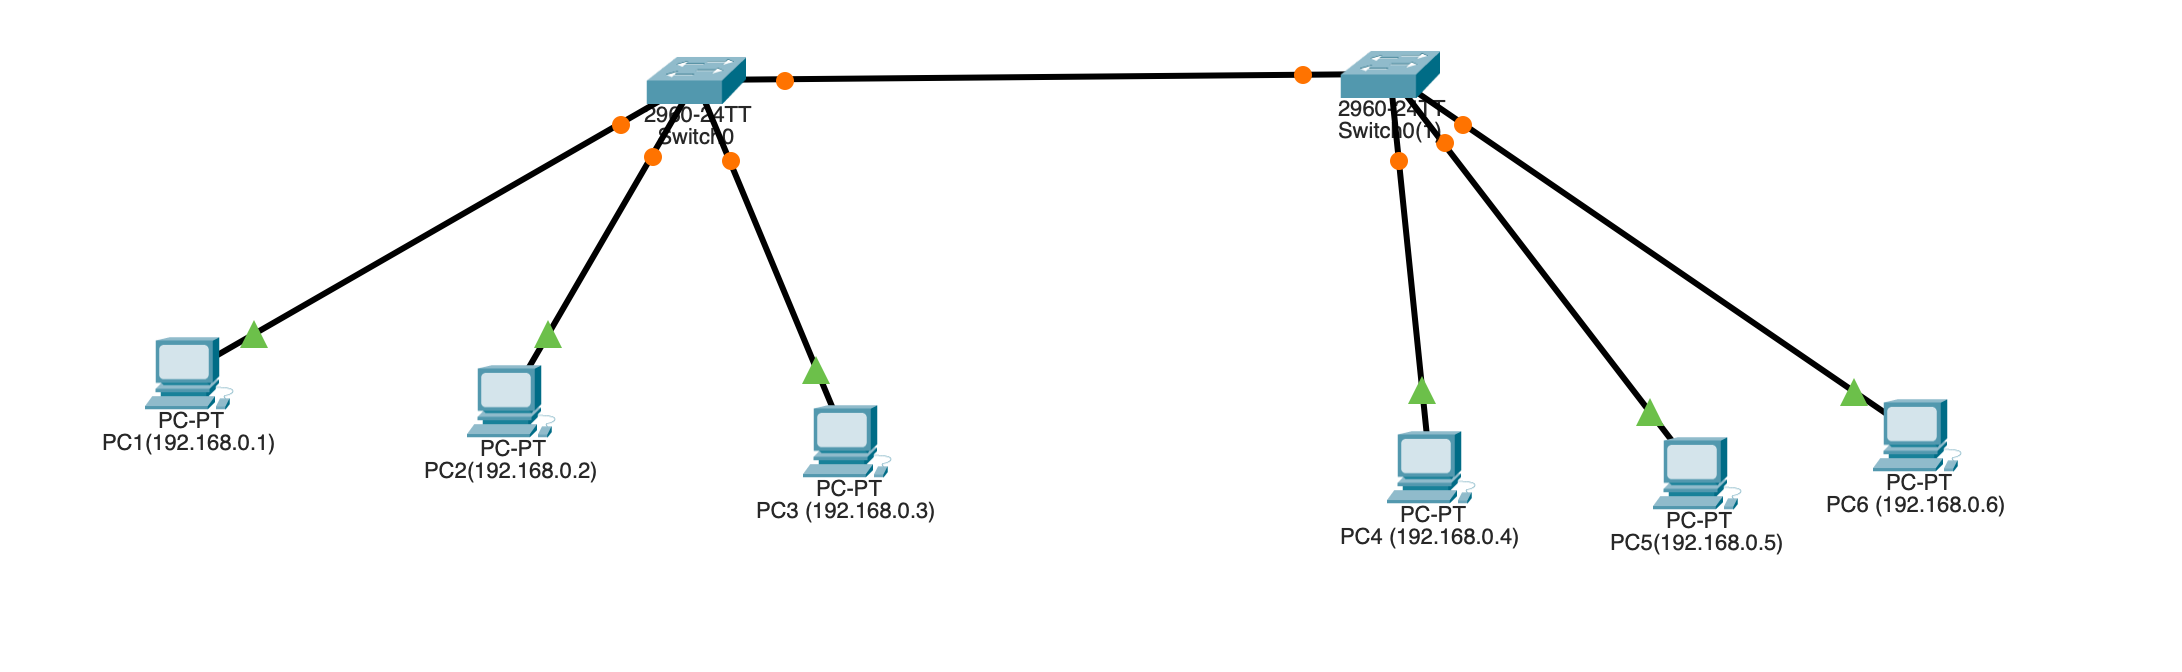 2960-24TT
Switch0
2960-24TT
Switch0(1)
PC-PT
PC1(192.168.0.1)
PC-PT
PC2(192.168.0.2)
PC-PT
PC3 (192.168.0.3)
PC-PT
PC4 (192.168.0.4)
PC-PT
PC5(192.168.0.5)
PC-PT
PC6 (192.168.0.6)